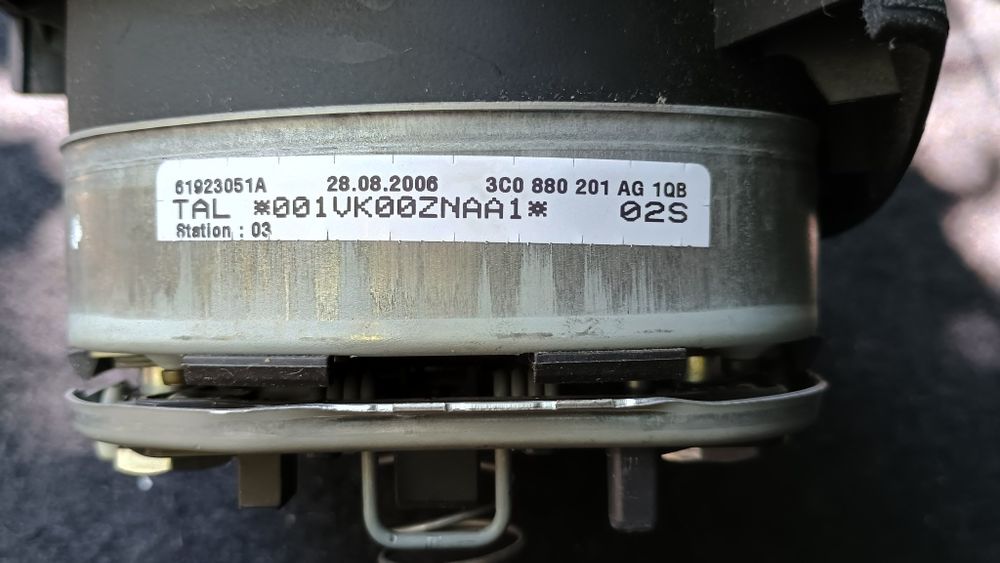 61923051A 28.08.2006 3C0 880 201 AG 1QB
TAL *001VK00ZNAA1* 02S
Station : 03